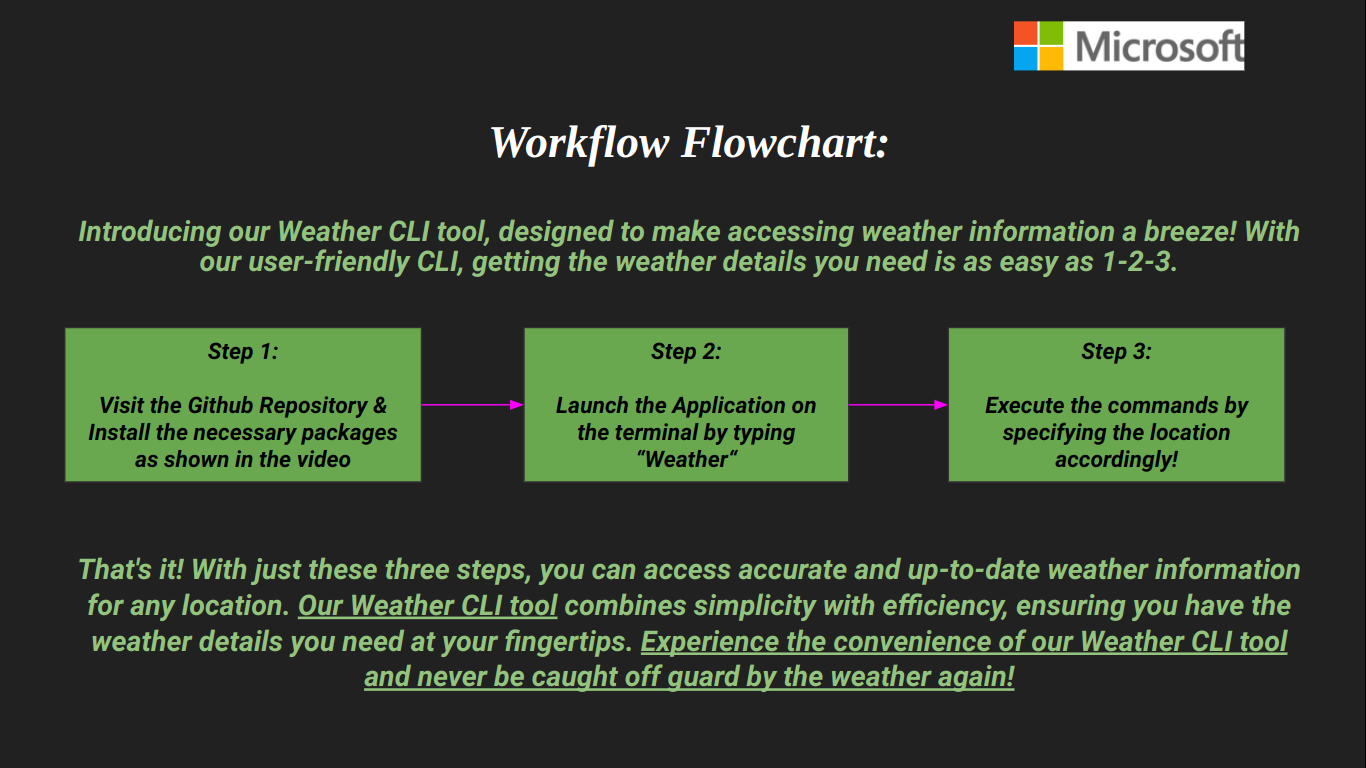 Microsoft
Workflow Flowchart:
Introducing our Weather CLI tool, designed to make accessing weather information a breeze! With
our user-friendly CLI, getting the weather details you need is as easy as 1-2-3.
Step 1:
Visit the Github Repository &
Install the necessary packages
as shown in the video
Step 2:
Launch the Application on
the terminal by typing
“Weather“
Step 3:
Execute the commands by
specifying the location
accordingly!
That's it! With just these three steps, you can access accurate and up-to-date weather information
for any location. Our Weather CLI tool combines simplicity with efficiency, ensuring you have the
weather details you need at your fingertips. Experience the convenience of our Weather CLI tool
and never be caught off guard by the weather again!